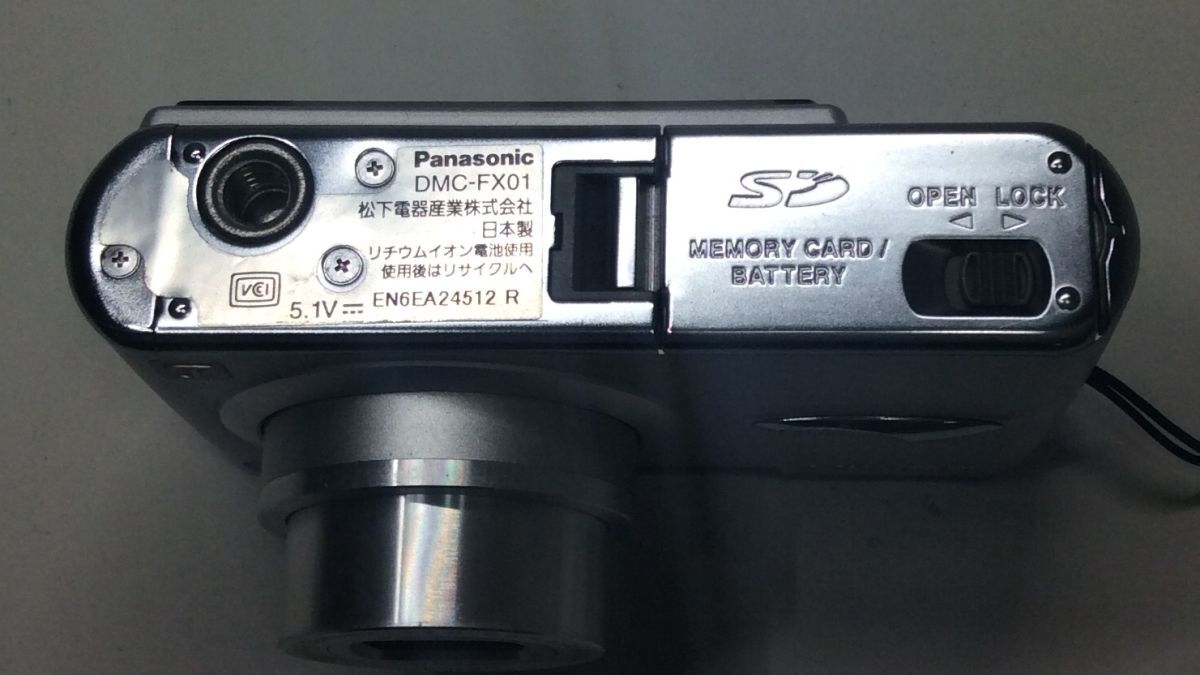 Panasonic
DMC-FX01
松下電器産業株式会社
日本製
リチウムイオン電池使用
使用後はリサイクルへ
VCCI
5.1V⎓ EN6EA24512 R
SD
OPEN LOCK
MEMORY CARD/
BATTERY